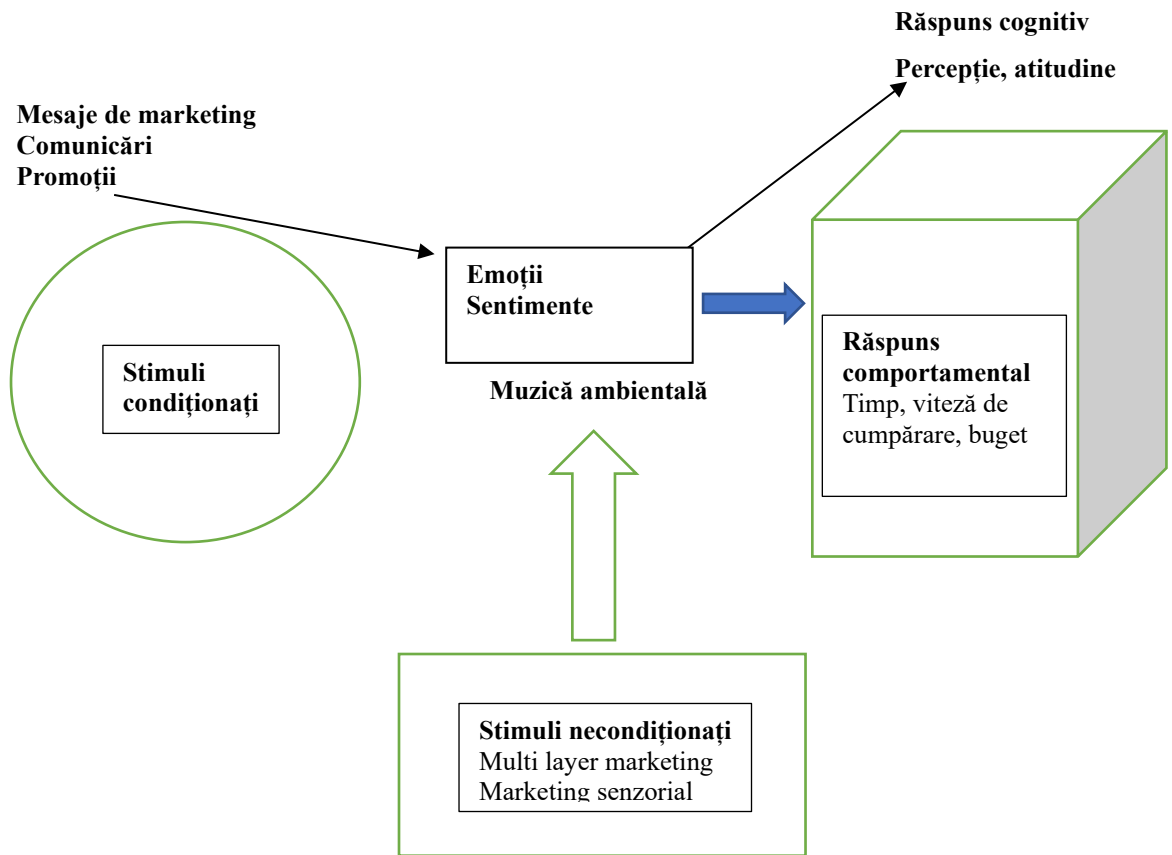 Răspuns cognitiv
Percepție, atitudine
Mesaje de marketing
Comunicări
Promoții
Emoții
Sentimente
Stimuli
condiționați
Răspuns
comportamental
Timp, viteză de
cumpărare, buget
Muzică ambientală
Stimuli necondiționați
Multi layer marketing
Marketing senzorial